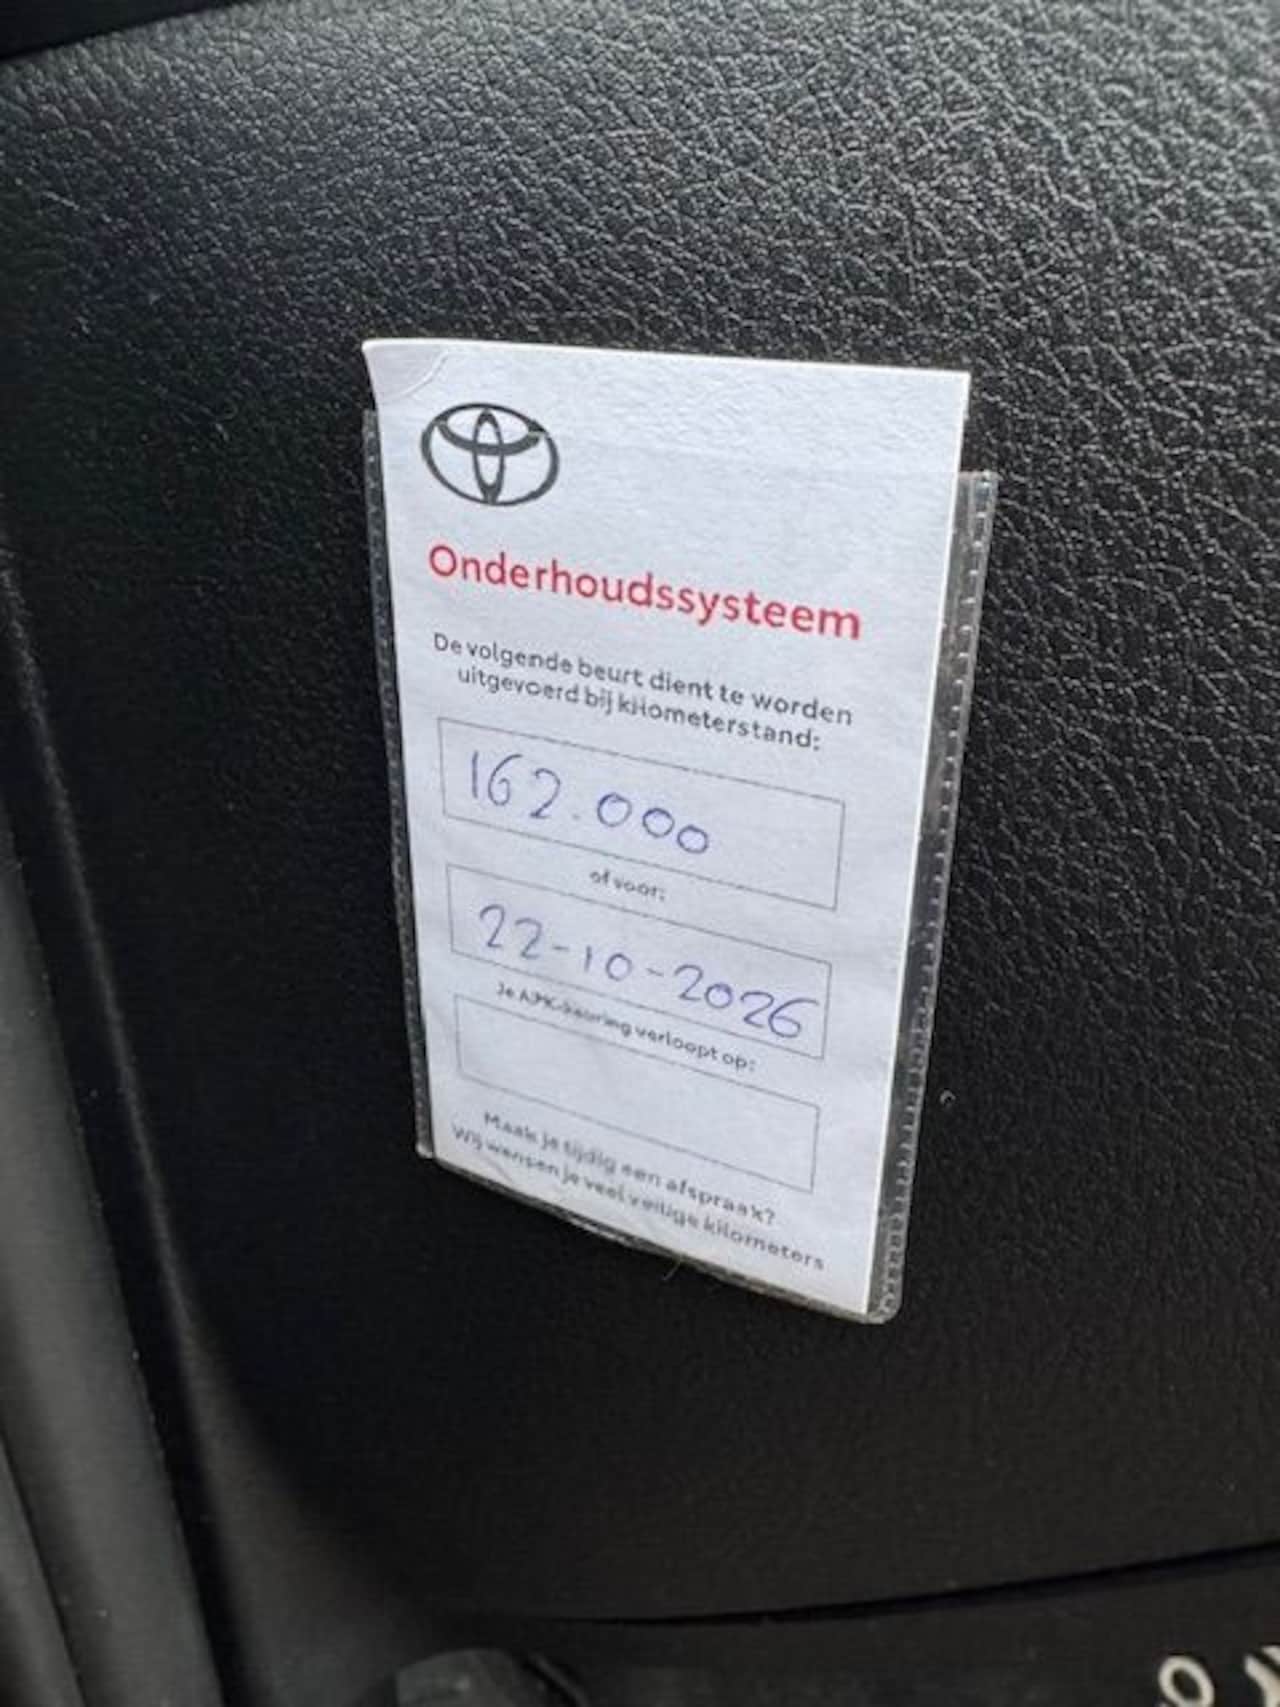 Onderhoudssysteem
De volgende beurt dient te worden
uitgevoerd bij kilometerstand:
162.000
of voor:
22-10-2026
Je APK-keuring verloopt op:
Maak je tijdig een afspraak?
Wij wensen je veel veilige kilometers